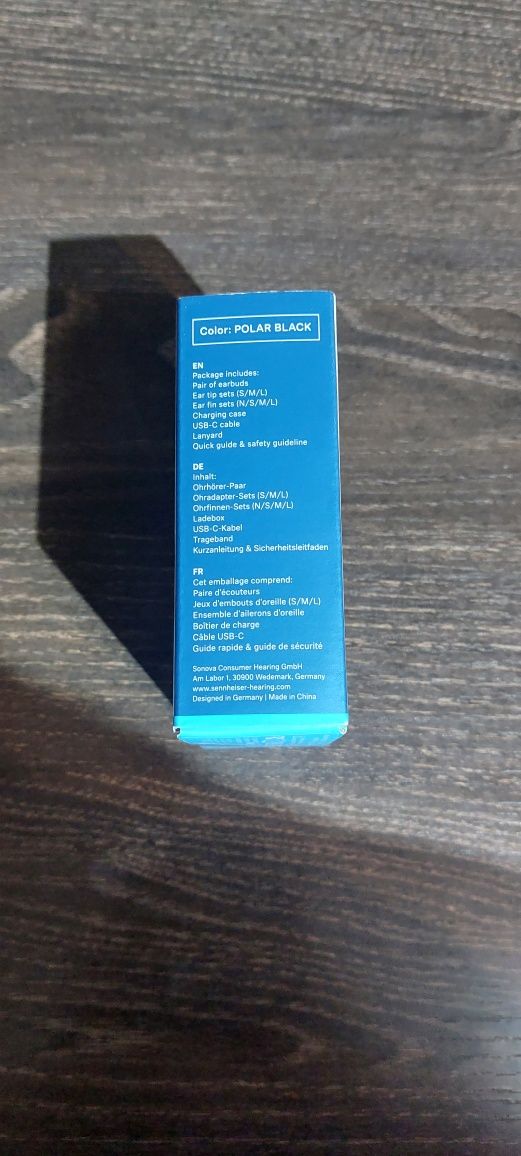 Color: POLAR BLACK
EN
Package includes:
Pair of earbuds
Ear tip sets (S/M/L)
Ear fin sets (N/S/M/L)
Charging case
USB-C cable
Lanyard
Quick guide & safety guideline
DE
Inhalt:
Ohrhörer-Paar
Ohradapter-Sets (S/M/L)
Ohrfinnen-Sets (N/S/M/L)
Ladebox
USB-C-Kabel
Trageband
Kurzanleitung & Sicherheitsleitfaden
FR
Cet emballage comprend:
Paire d'écouteurs
Jeux d'embouts d'oreille (S/M/L)
Ensemble d'ailerons d'oreille
Boîtier de charge
Câble USB-C
Guide rapide & guide de sécurité
Sonova Consumer Hearing GmbH
Am Labor 1, 30900 Wedemark, Germany
www.sennheiser-hearing.com
Designed in Germany | Made in China